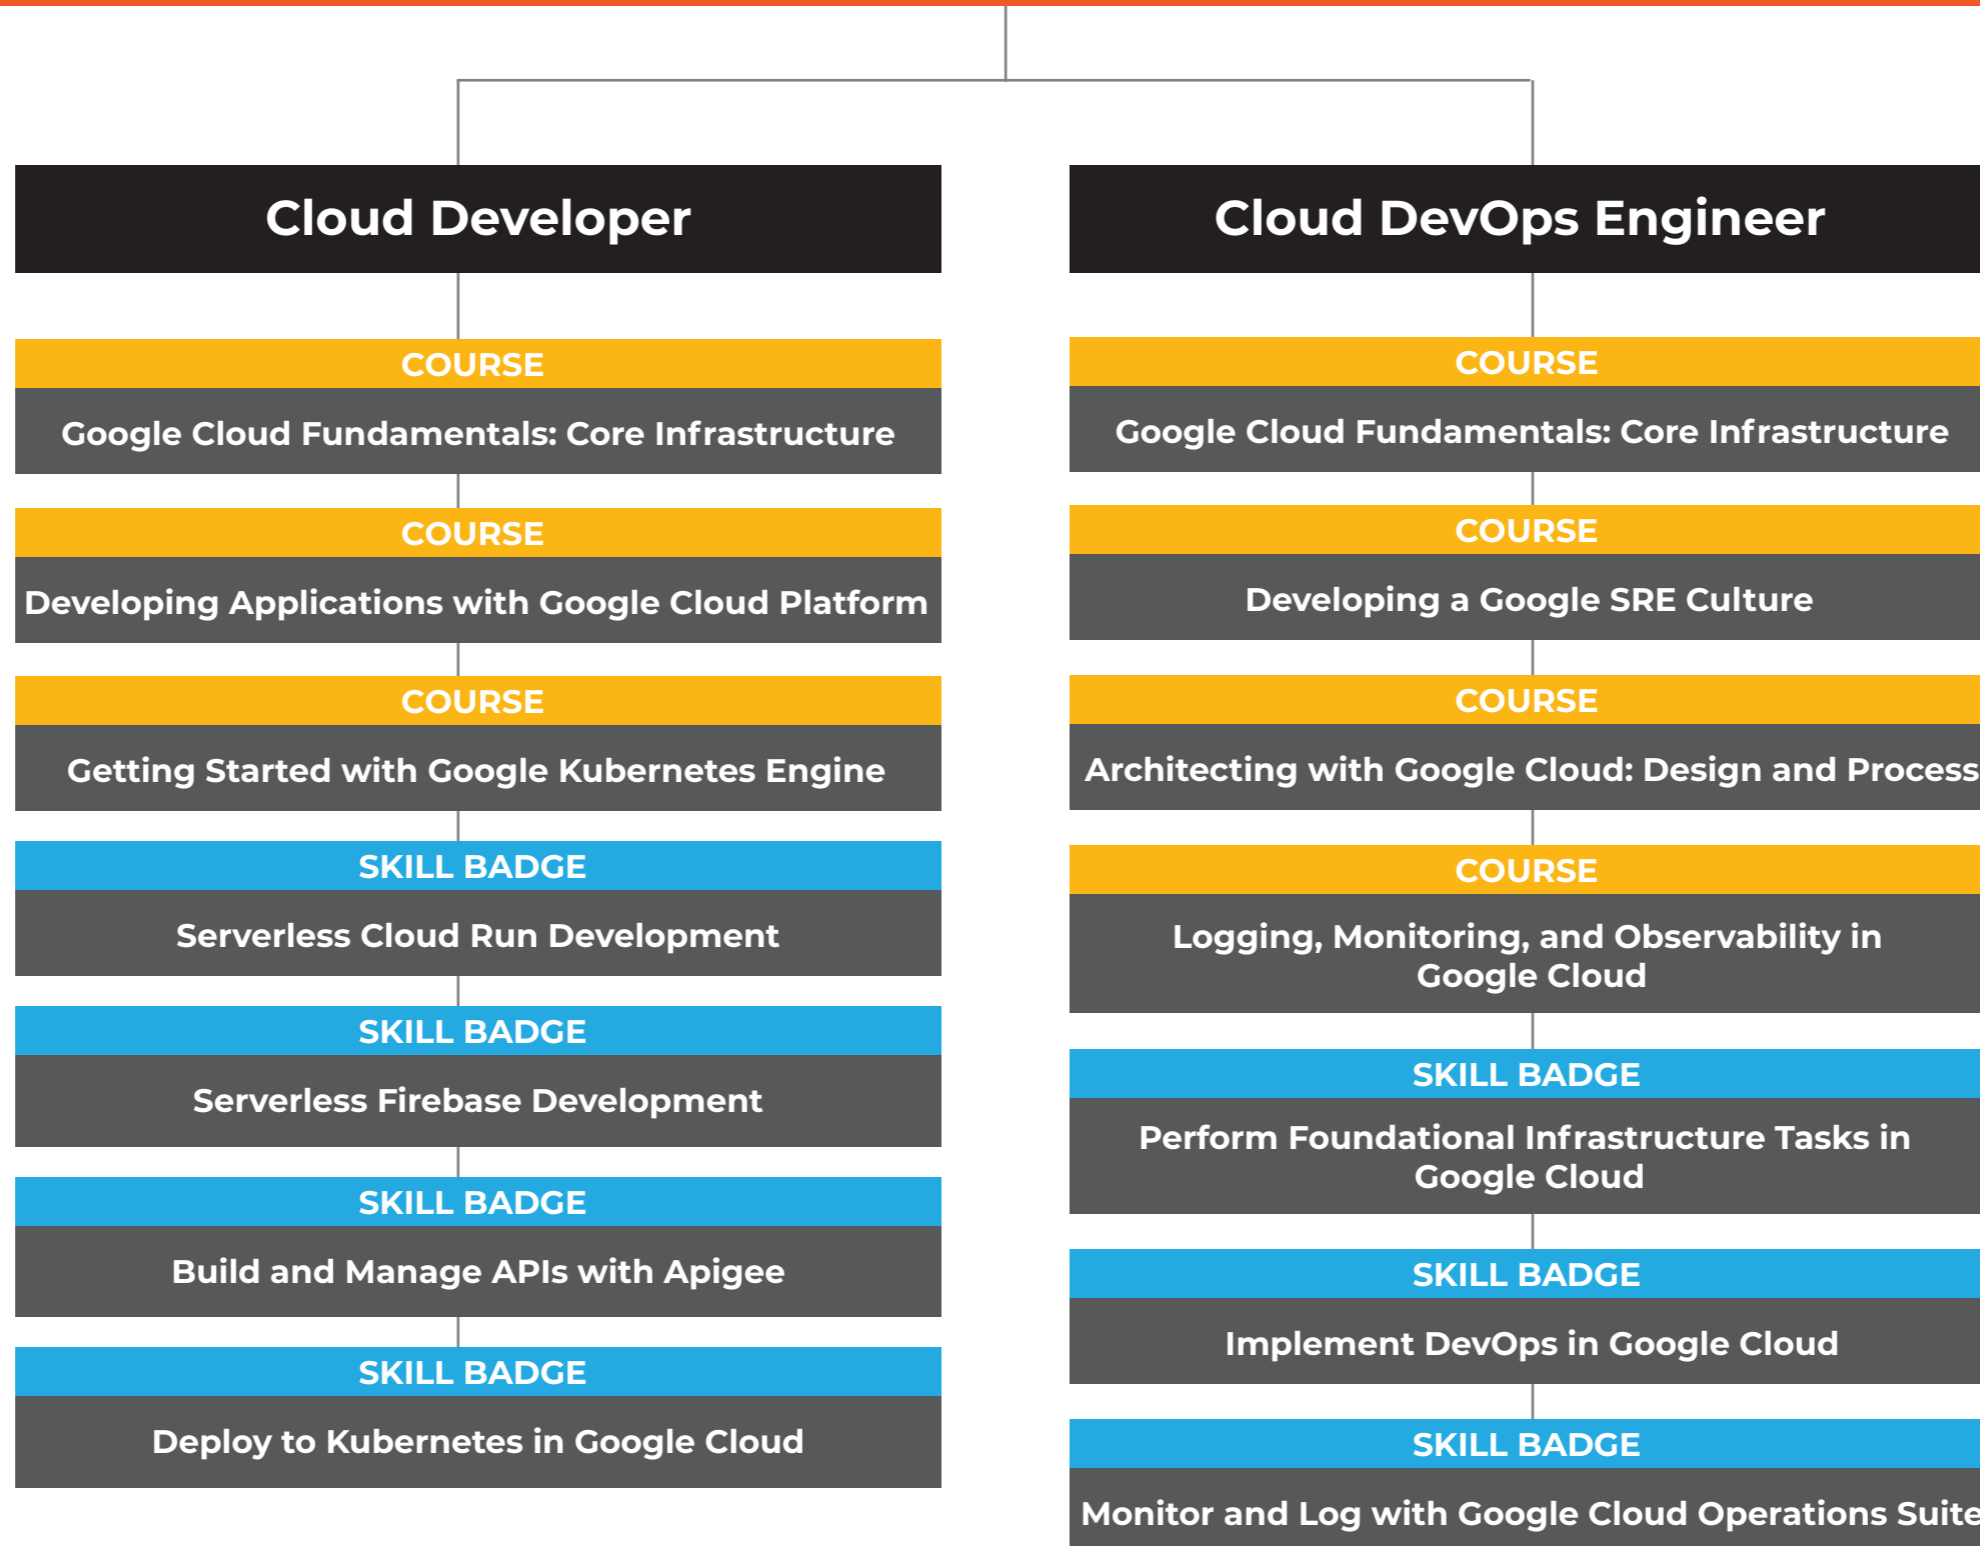 Cloud Developer
COURSE
Google Cloud Fundamentals: Core Infrastructure
COURSE
Developing Applications with Google Cloud Platform
COURSE
Getting Started with Google Kubernetes Engine
SKILL BADGE
Serverless Cloud Run Development
SKILL BADGE
Serverless Firebase Development
SKILL BADGE
Build and Manage APIs with Apigee
SKILL BADGE
Deploy to Kubernetes in Google Cloud
Cloud DevOps Engineer
COURSE
Google Cloud Fundamentals: Core Infrastructure
COURSE
Developing a Google SRE Culture
COURSE
Architecting with Google Cloud: Design and Process
COURSE
Logging, Monitoring, and Observability in
Google Cloud
SKILL BADGE
Perform Foundational Infrastructure Tasks in
Google Cloud
SKILL BADGE
Implement DevOps in Google Cloud
SKILL BADGE
Monitor and Log with Google Cloud Operations Suite